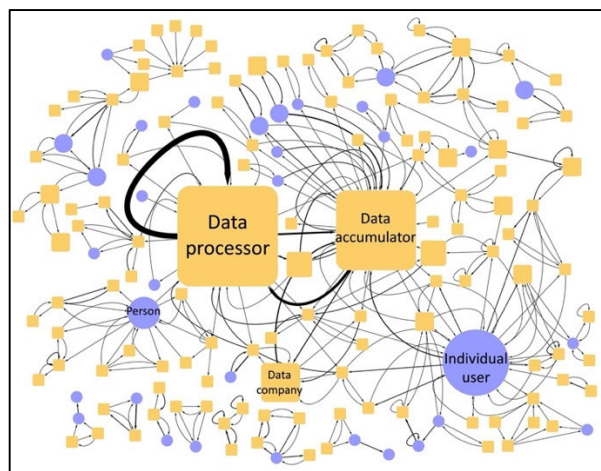 Data
processor
Data
accumulator
Person
Individual
user
Data
company